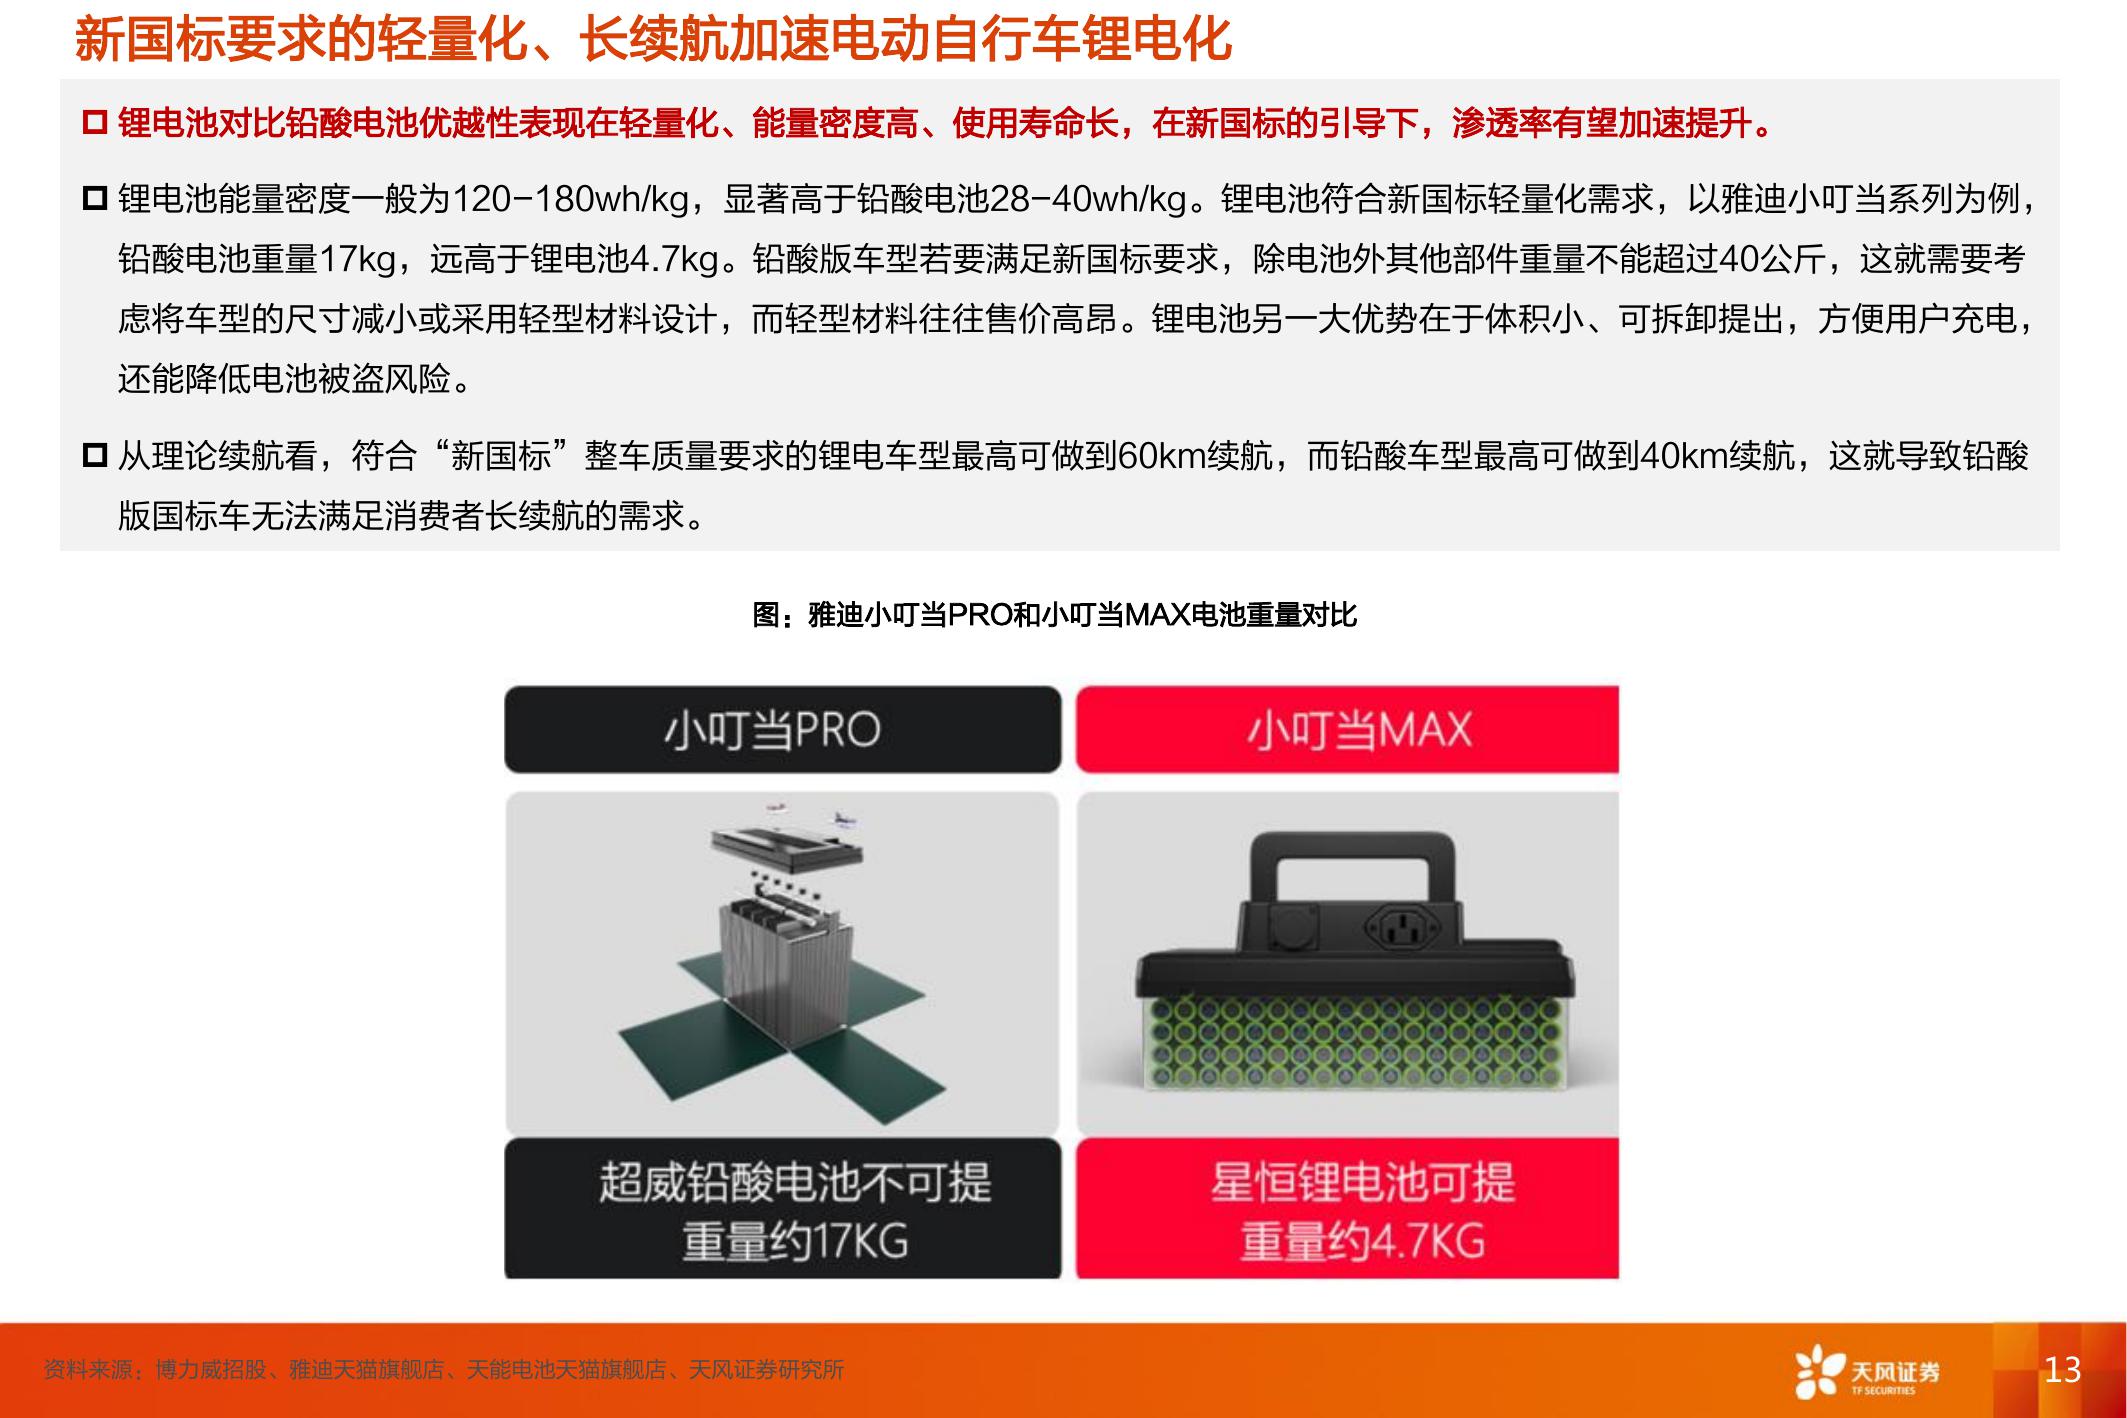 新国标要求的轻量化、长续航加速电动自行车锂电化
锂电池对比铅酸电池优越性表现在轻量化、能量密度高、使用寿命长，在新国标的引导下，渗透率有望加速提升。
锂电池能量密度一般为120-180wh/kg，显著高于铅酸电池28-40wh/kg。锂电池符合新国标轻量化需求，以雅迪小叮当系列为例，
铅酸电池重量17kg，远高于锂电池4.7kg。铅酸版车型若要满足新国标要求，除电池外其他部件重量不能超过40公斤，这就需要考
虑将车型的尺寸减小或采用轻型材料设计，而轻型材料往往售价高昂。锂电池另一大优势在于体积小、可拆卸提出，方便用户充电，
还能降低电池被盗风险。
从理论续航看，符合“新国标”整车质量要求的锂电车型最高可做到60km续航，而铅酸车型最高可做到40km续航，这就导致铅酸
版国标车无法满足消费者长续航的需求。
图：雅迪小叮当PRO和小叮当MAX电池重量对比
小叮当PRO
小叮当MAX
超威铅酸电池不可提
重量约17KG
星恒锂电池可提
重量约4.7KG
资料来源：博力威招股、雅迪天猫旗舰店、天能电池天猫旗舰店、天风证券研究所
天风证券
TF SECURITIES
13